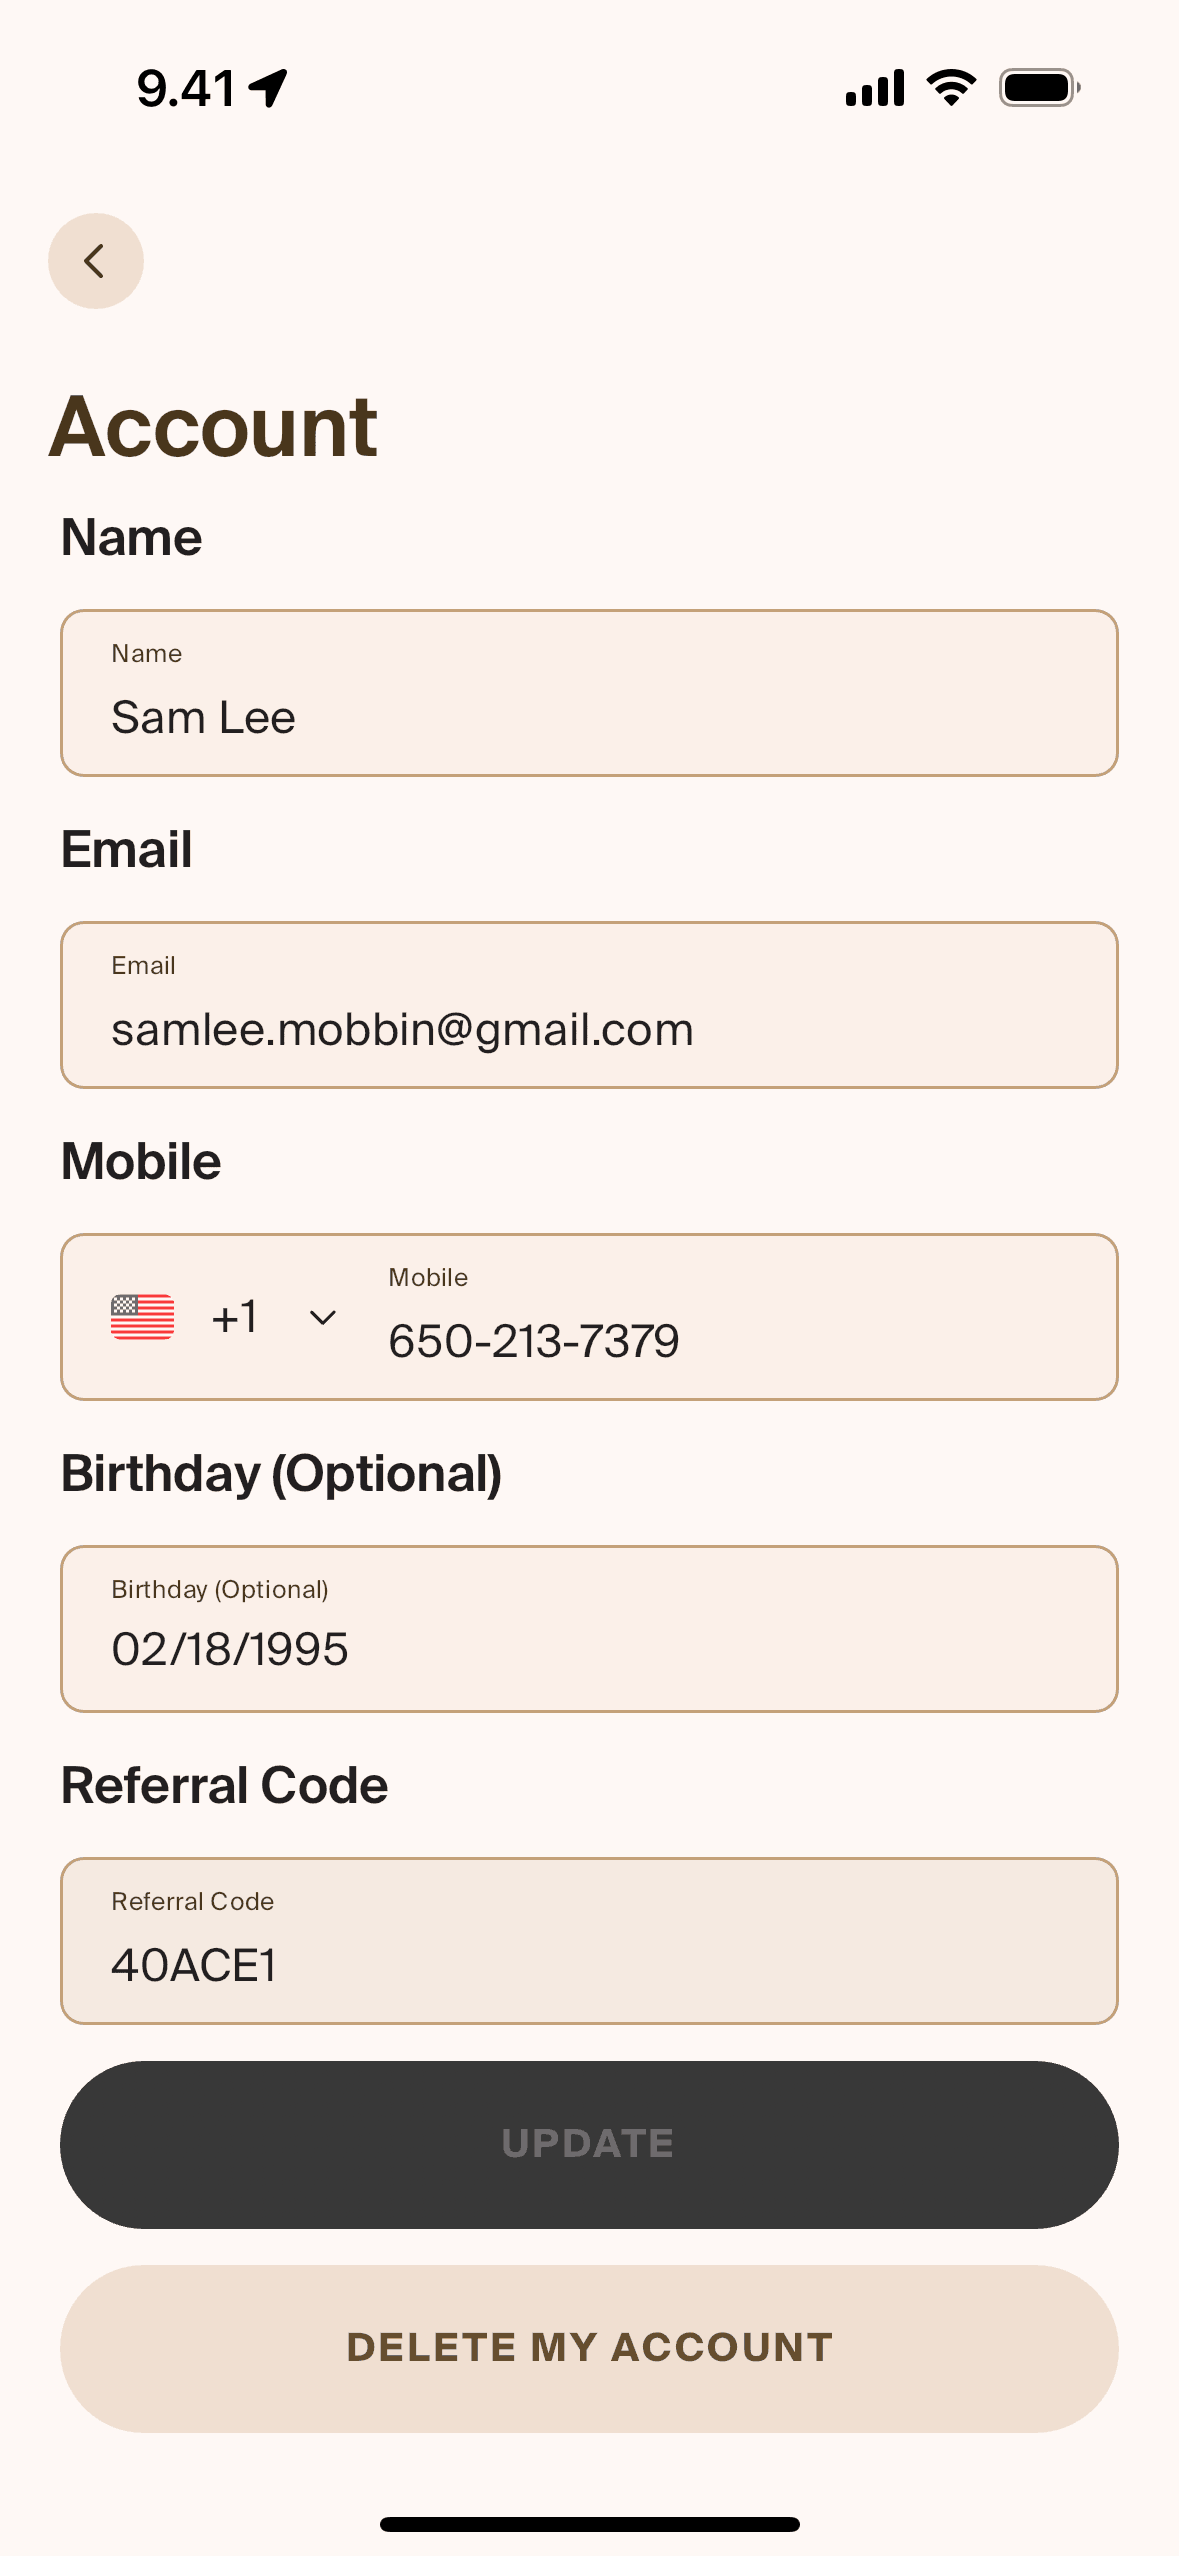 9.41
Account
Name
Name
Sam Lee
Email
Email
samlee.mobbin@gmail.com
Mobile
+1
Mobile
650-213-7379
Birthday (Optional)
Birthday (Optional)
02/18/1995
Referral Code
Referral Code
40ACE1
UPDATE
DELETE MY ACCOUNT